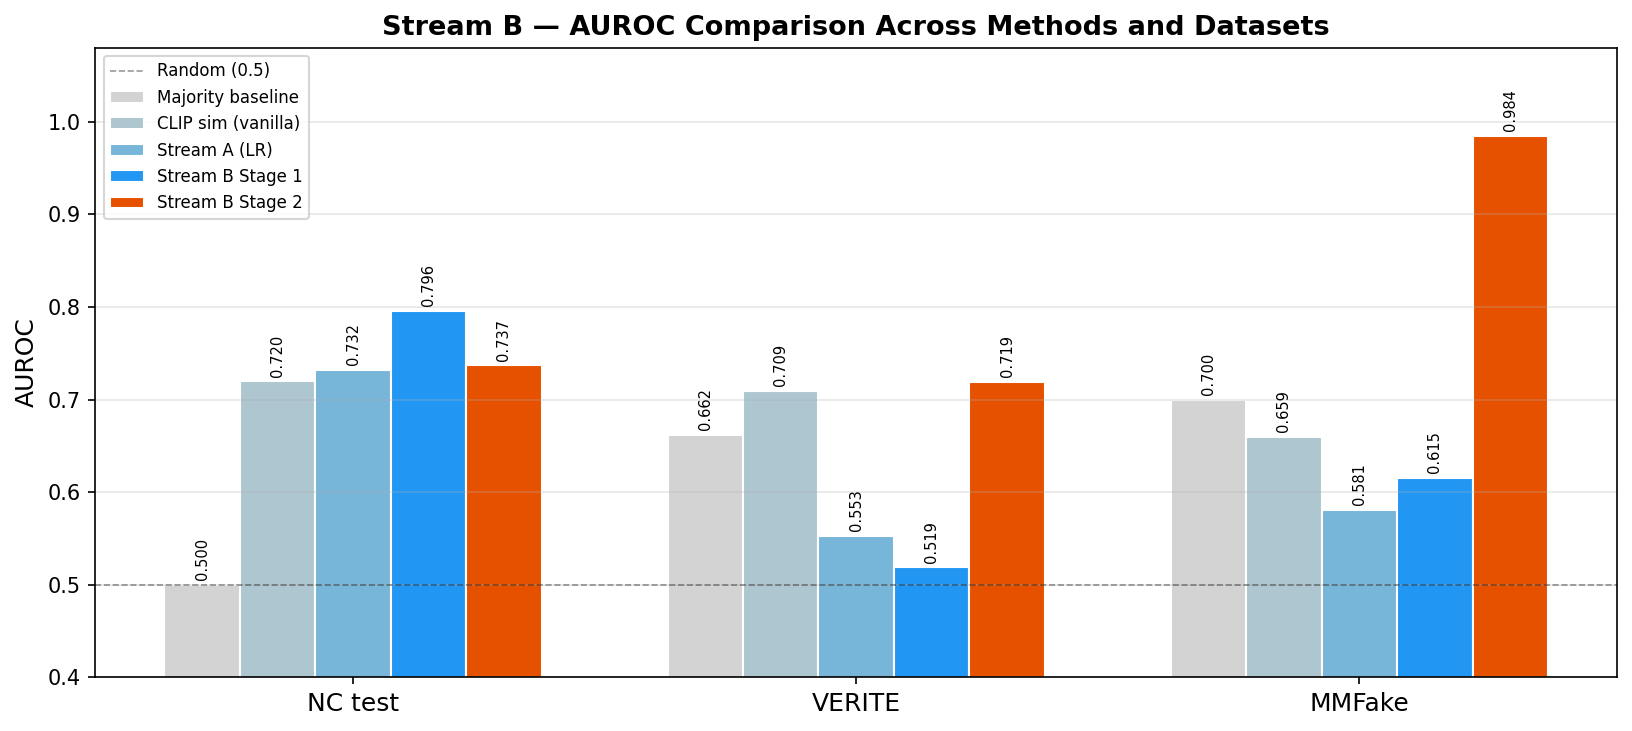 Stream B — AUROC Comparison Across Methods and Datasets
Random (0.5)
Majority baseline
CLIP sim (vanilla)
Stream A (LR)
Stream B Stage 1
Stream B Stage 2
AUROC
1.0
0.9
0.8
0.7
0.6
0.5
0.4
0.500
0.720
0.732
0.796
0.737
0.662
0.709
0.553
0.519
0.719
0.700
0.659
0.581
0.615
0.984
NC test
VERITE
MMFake